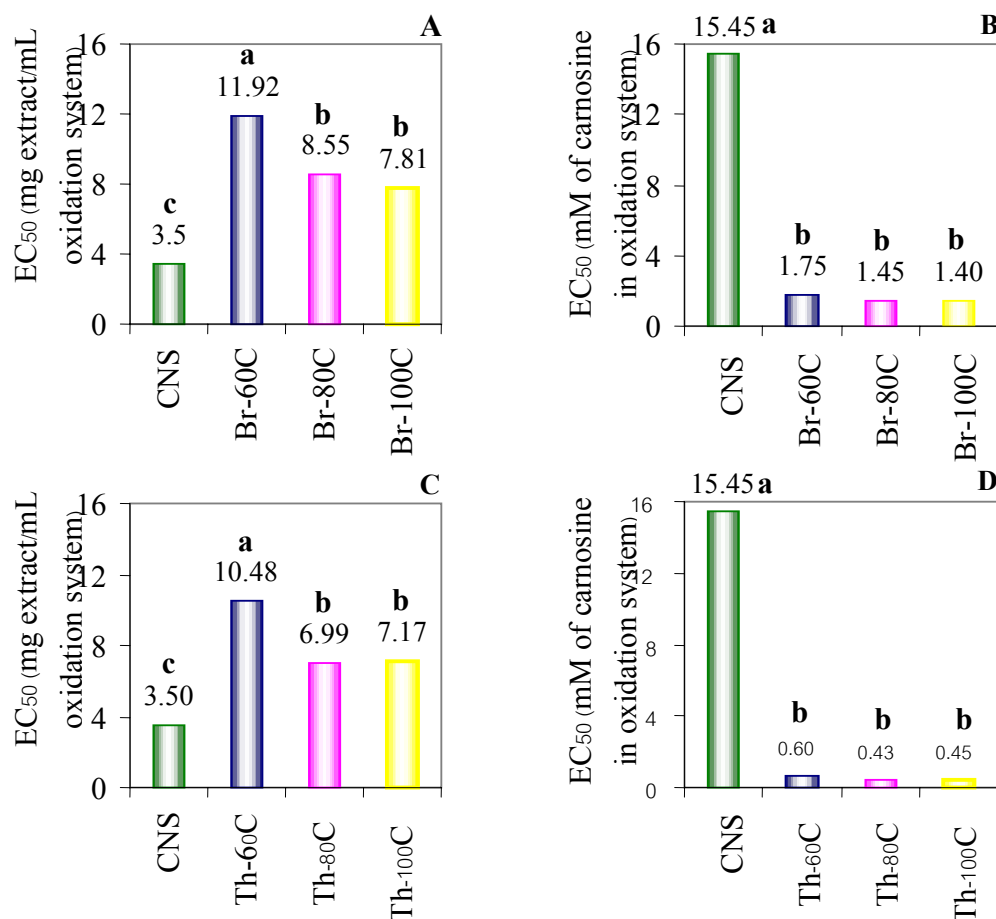 A
EC50 (mg extract/mL
oxidation system)
16
12
8
4
0
c
3.5
a
11.92
b
8.55
b
7.81
CNS
Br-60C
Br-80C
Br-100C
B
EC50 (mM of carnosine
in oxidation system)
16
12
8
4
0
15.45 a
b
1.75
b
1.45
b
1.40
CNS
Br-60C
Br-80C
Br-100C
C
EC50 (mg extract/mL
oxidation system)
16
12
8
4
0
c
3.50
a
10.48
b
6.99
b
7.17
CNS
Th-60C
Th-80C
Th-100C
D
EC50 (mM of carnosine
in oxidation system)
16
12
8
4
0
15.45 a
b
0.60
b
0.43
b
0.45
CNS
Th-60C
Th-80C
Th-100C